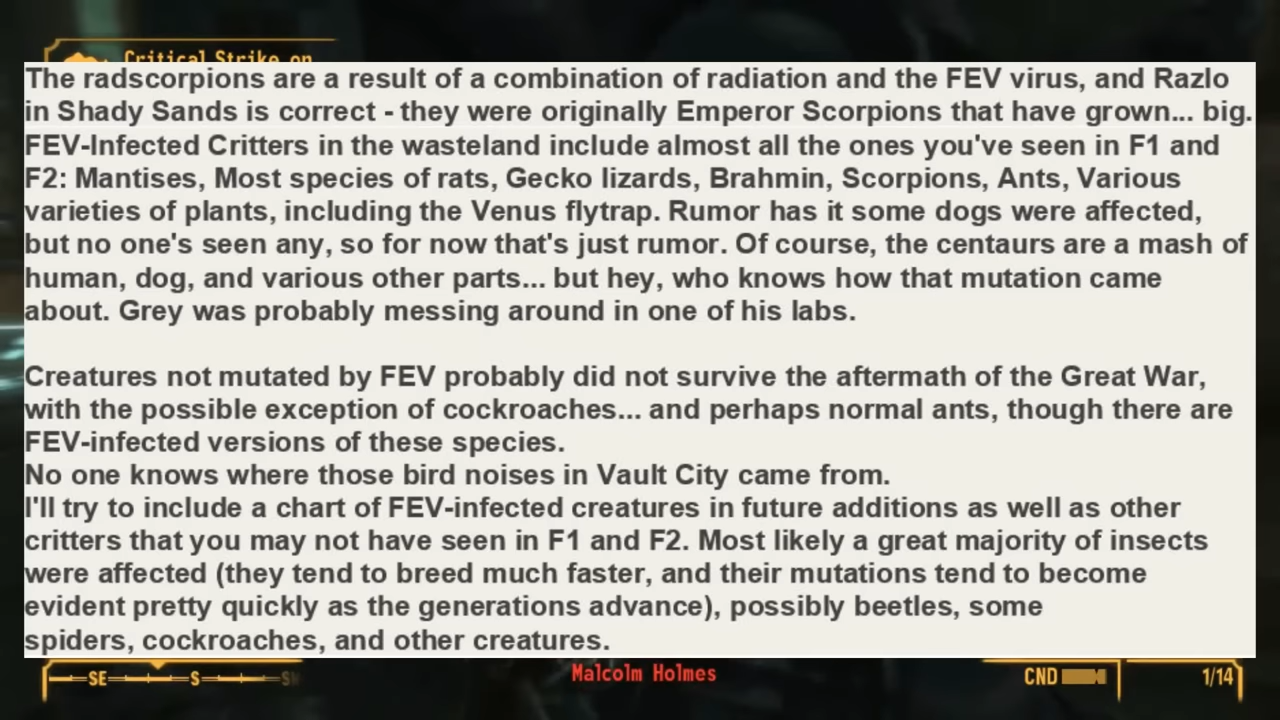 Critical Strike on
The radscorpions are a result of a combination of radiation and the FEV virus, and Razlo
in Shady Sands is correct - they were originally Emperor Scorpions that have grown... big.
FEV-Infected Critters in the wasteland include almost all the ones you've seen in F1 and
F2: Mantises, Most species of rats, Gecko lizards, Brahmin, Scorpions, Ants, Various
varieties of plants, including the Venus flytrap. Rumor has it some dogs were affected,
but no one's seen any, so for now that's just rumor. Of course, the centaurs are a mash of
human, dog, and various other parts... but hey, who knows how that mutation came
about. Grey was probably messing around in one of his labs.
Creatures not mutated by FEV probably did not survive the aftermath of the Great War,
with the possible exception of cockroaches... and perhaps normal ants, though there are
FEV-infected versions of these species.
No one knows where those bird noises in Vault City came from.
I'll try to include a chart of FEV-infected creatures in future additions as well as other
critters that you may not have seen in F1 and F2. Most likely a great majority of insects
were affected (they tend to breed much faster, and their mutations tend to become
evident pretty quickly as the generations advance), possibly beetles, some
spiders, cockroaches, and other creatures.
SE S SW
Malcolm Holmes
CND 1/14